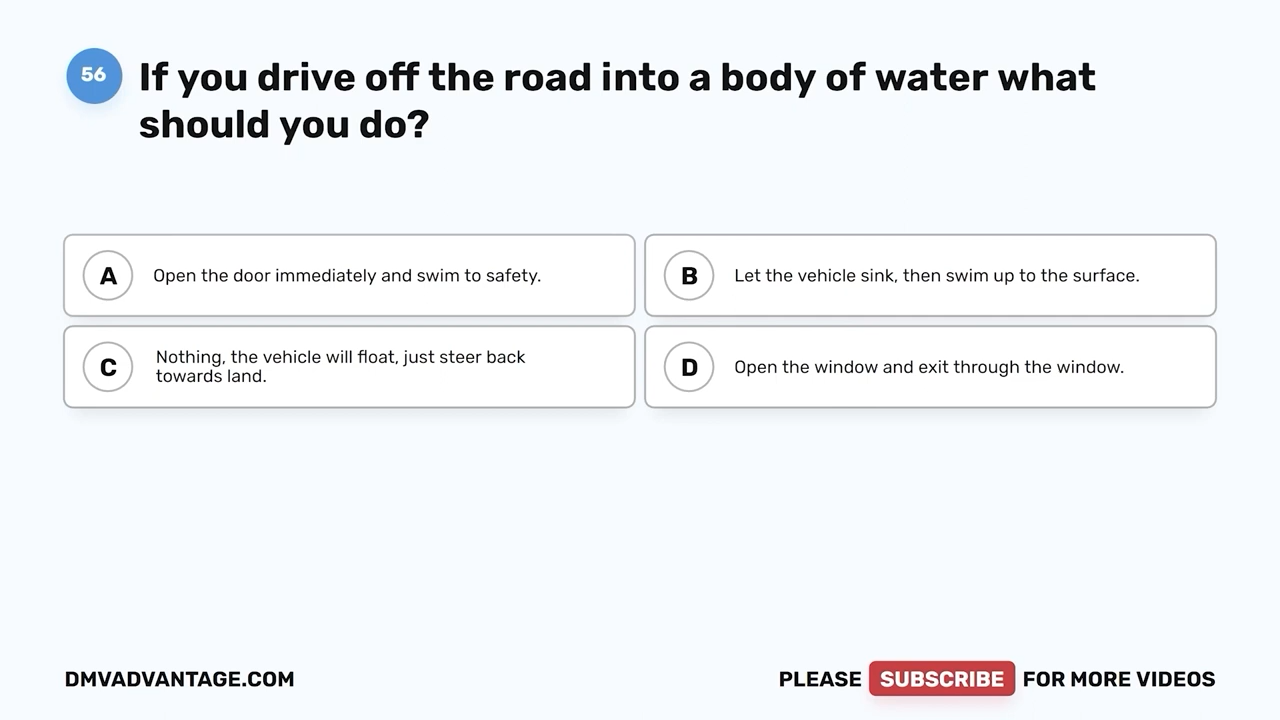 56
If you drive off the road into a body of water what
should you do?
A
Open the door immediately and swim to safety.
B
Let the vehicle sink, then swim up to the surface.
C
Nothing, the vehicle will float, just steer back
towards land.
D
Open the window and exit through the window.
DMVADVANTAGE.COM
PLEASE SUBSCRIBE FOR MORE VIDEOS